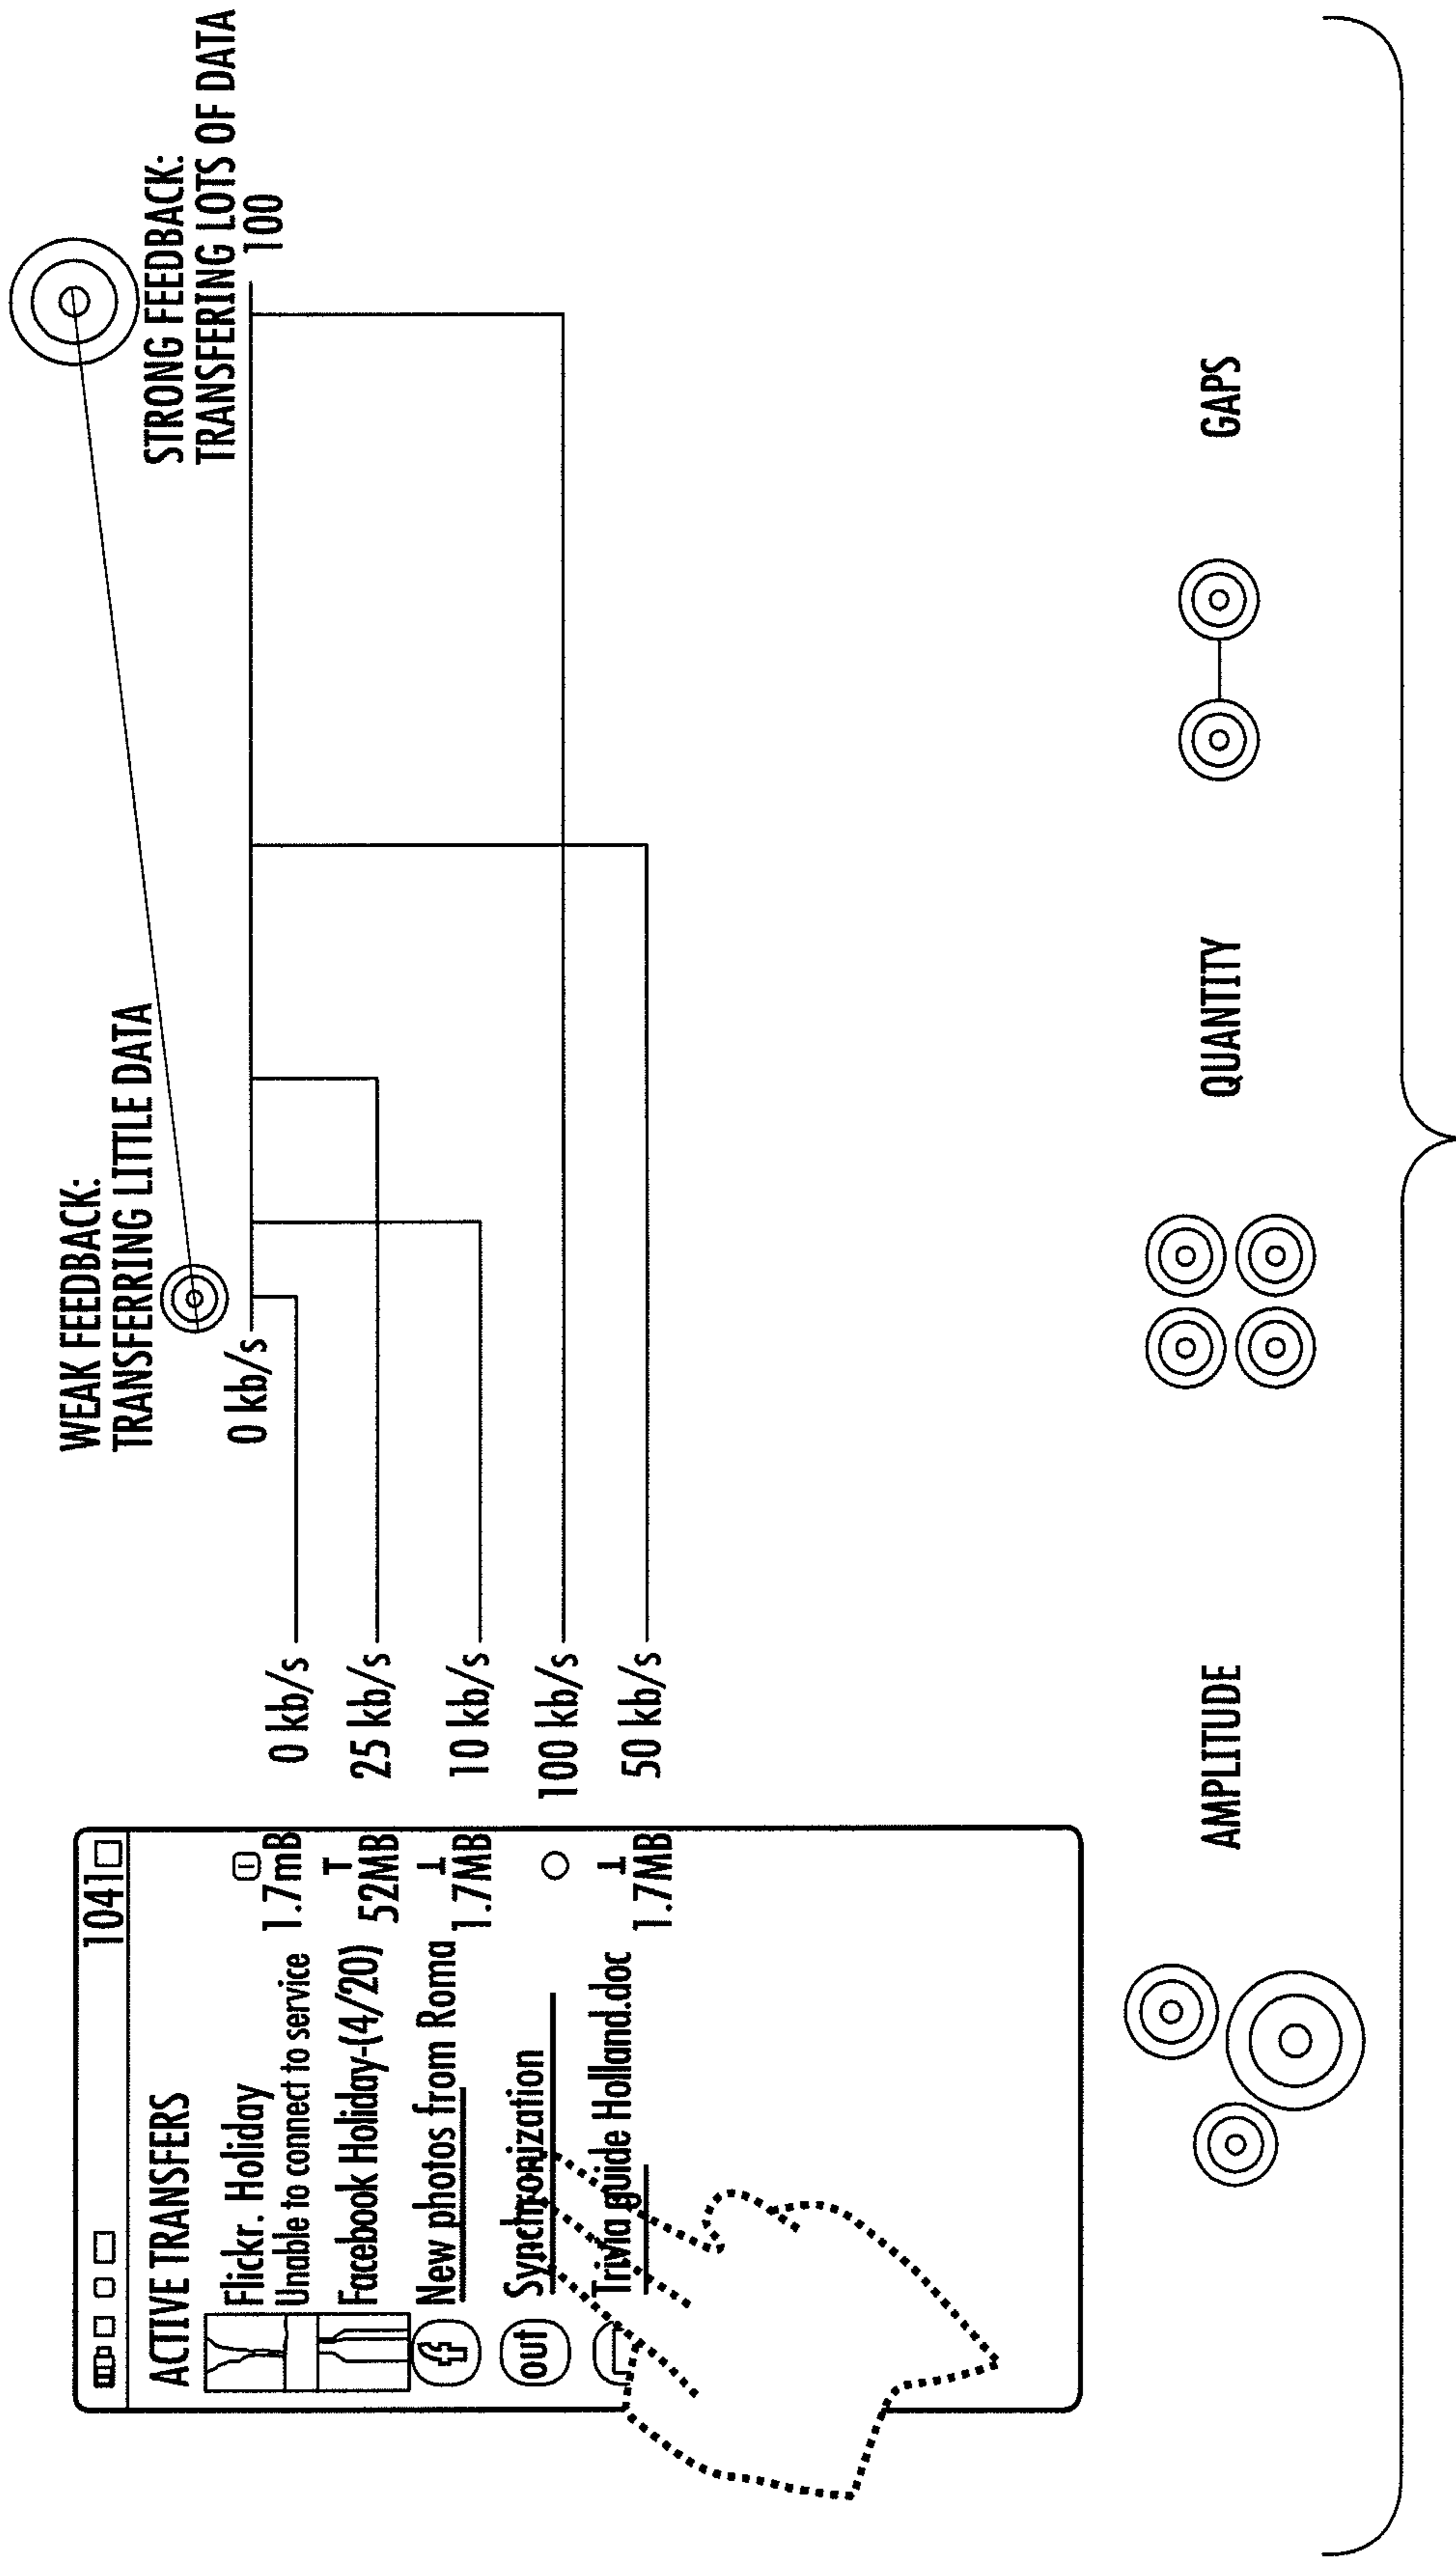 WEAK FEEDBACK:
TRANSFERRING LITTLE DATA
STRONG FEEDBACK:
TRANSFERING LOTS OF DATA
0 kb/s
100
1041
ACTIVE TRANSFERS
Flickr. Holiday
Unable to connect to service
1.7mB
0 kb/s
Facebook Holiday-(4/20)
52MB
25 kb/s
f
New photos from Roma
1.7MB
10 kb/s
out
Synchronization
100 kb/s
Trivia guide Holland.doc
1.7MB
50 kb/s
AMPLITUDE
QUANTITY
GAPS